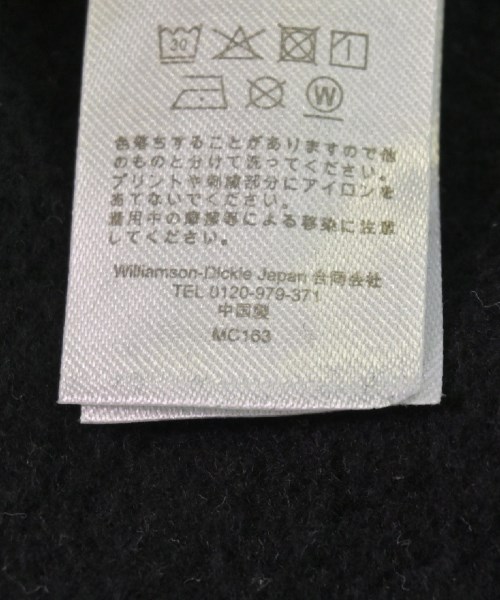 30
W
色落ちすることがありますので他
のものと分けて洗ってください。
プリントや刺繍部分にアイロンを
あてないでください。
着用中の摩擦等による移染に注意
してください。
Williamson-Dickie Japan 合同会社
TEL 0120-979-371
中国製
MC163